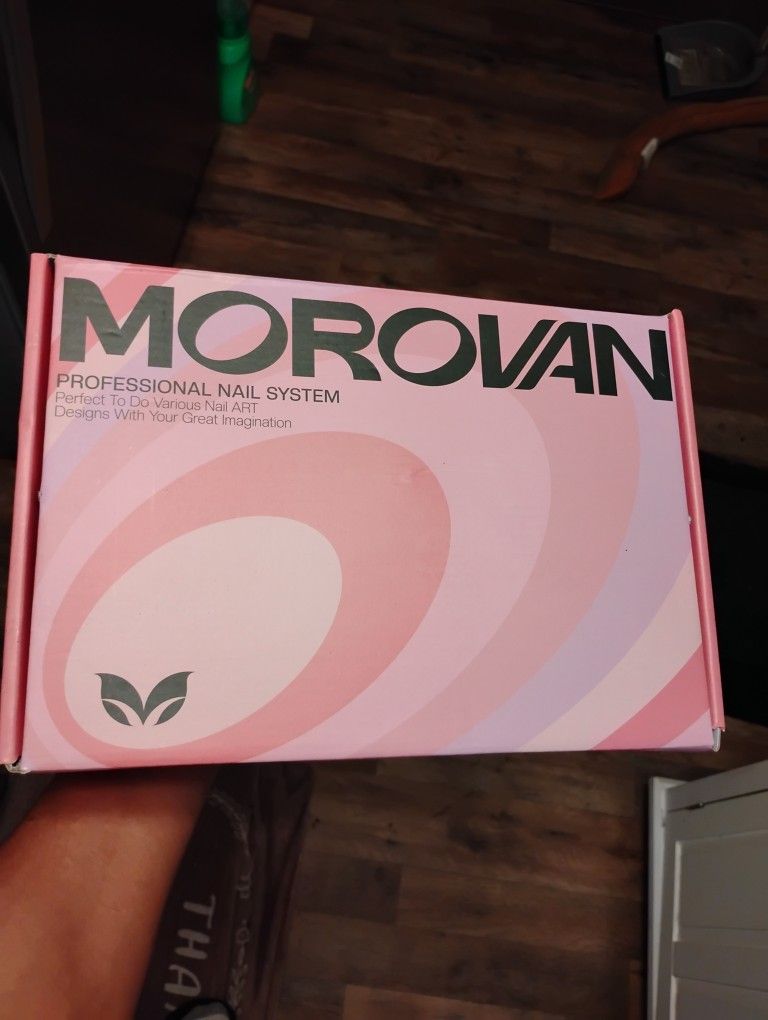 MOROVAN
PROFESSIONAL NAIL SYSTEM
Perfect To Do Various Nail ART
Designs With Your Great Imagination